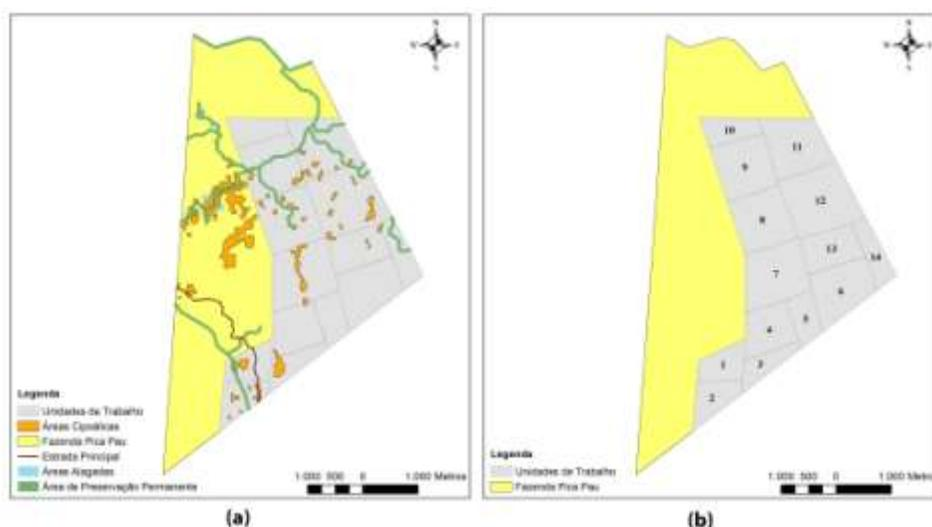 N
S
Legenda
Unidades de Trabalho
Áreas Cipoálicas
Fazenda Pica Pau
Estrada Principal
Áreas Alagadas
Área de Preservação Permanente
1.000 500 0 1.000 Metros
(a)
N
S
10
11
9
12
8
13
14
7
6
5
4
1
3
2
Legenda
Unidades de Trabalho
Fazenda Pica Pau
1.000 500 0 1.000 Metros
(b)